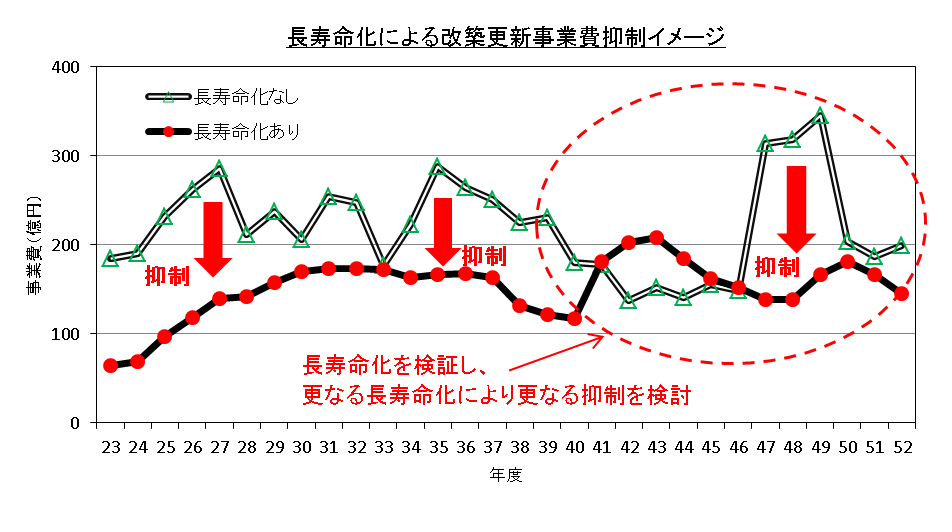 長寿命化による改築更新事業費抑制イメージ
400
300
200
100
0
事業費(億円)
長寿命化なし
長寿命化あり
抑制
抑制
抑制
長寿命化を検証し、
更なる長寿命化により更なる抑制を検討
23 24 25 26 27 28 29 30 31 32 33 34 35 36 37 38 39 40 41 42 43 44 45 46 47 48 49 50 51 52
年度